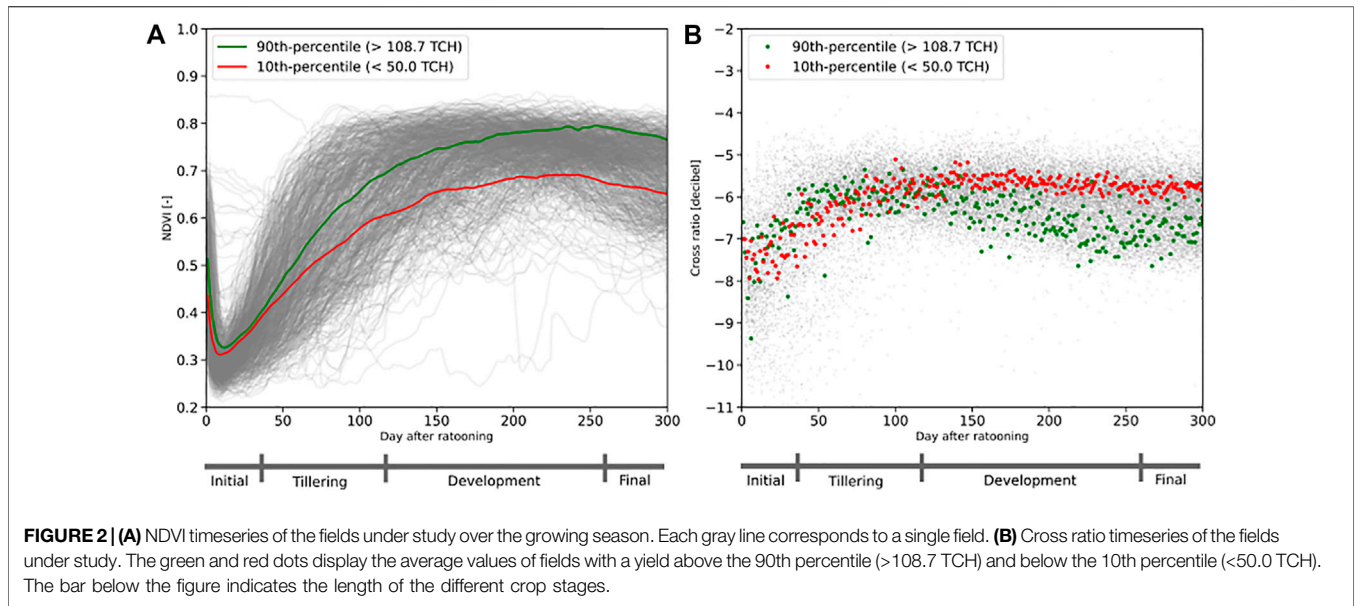 A
1.0
0.9
0.8
0.7
0.6
0.5
0.4
0.3
0.2
NDVI [-]
90th-percentile (> 108.7 TCH)
10th-percentile (< 50.0 TCH)
0 50 100 150 200 250 300
Day after ratooning
Initial Tillering Development Final
B
−2
−3
−4
−5
−6
−7
−8
−9
−10
−11
Cross ratio [decibel]
90th-percentile (> 108.7 TCH)
10th-percentile (< 50.0 TCH)
0 50 100 150 200 250 300
Day after ratooning
Initial Tillering Development Final
FIGURE 2 | (A) NDVI timeseries of the fields under study over the growing season. Each gray line corresponds to a single field. (B) Cross ratio timeseries of the fields
under study. The green and red dots display the average values of fields with a yield above the 90th percentile (>108.7 TCH) and below the 10th percentile (<50.0 TCH).
The bar below the figure indicates the length of the different crop stages.